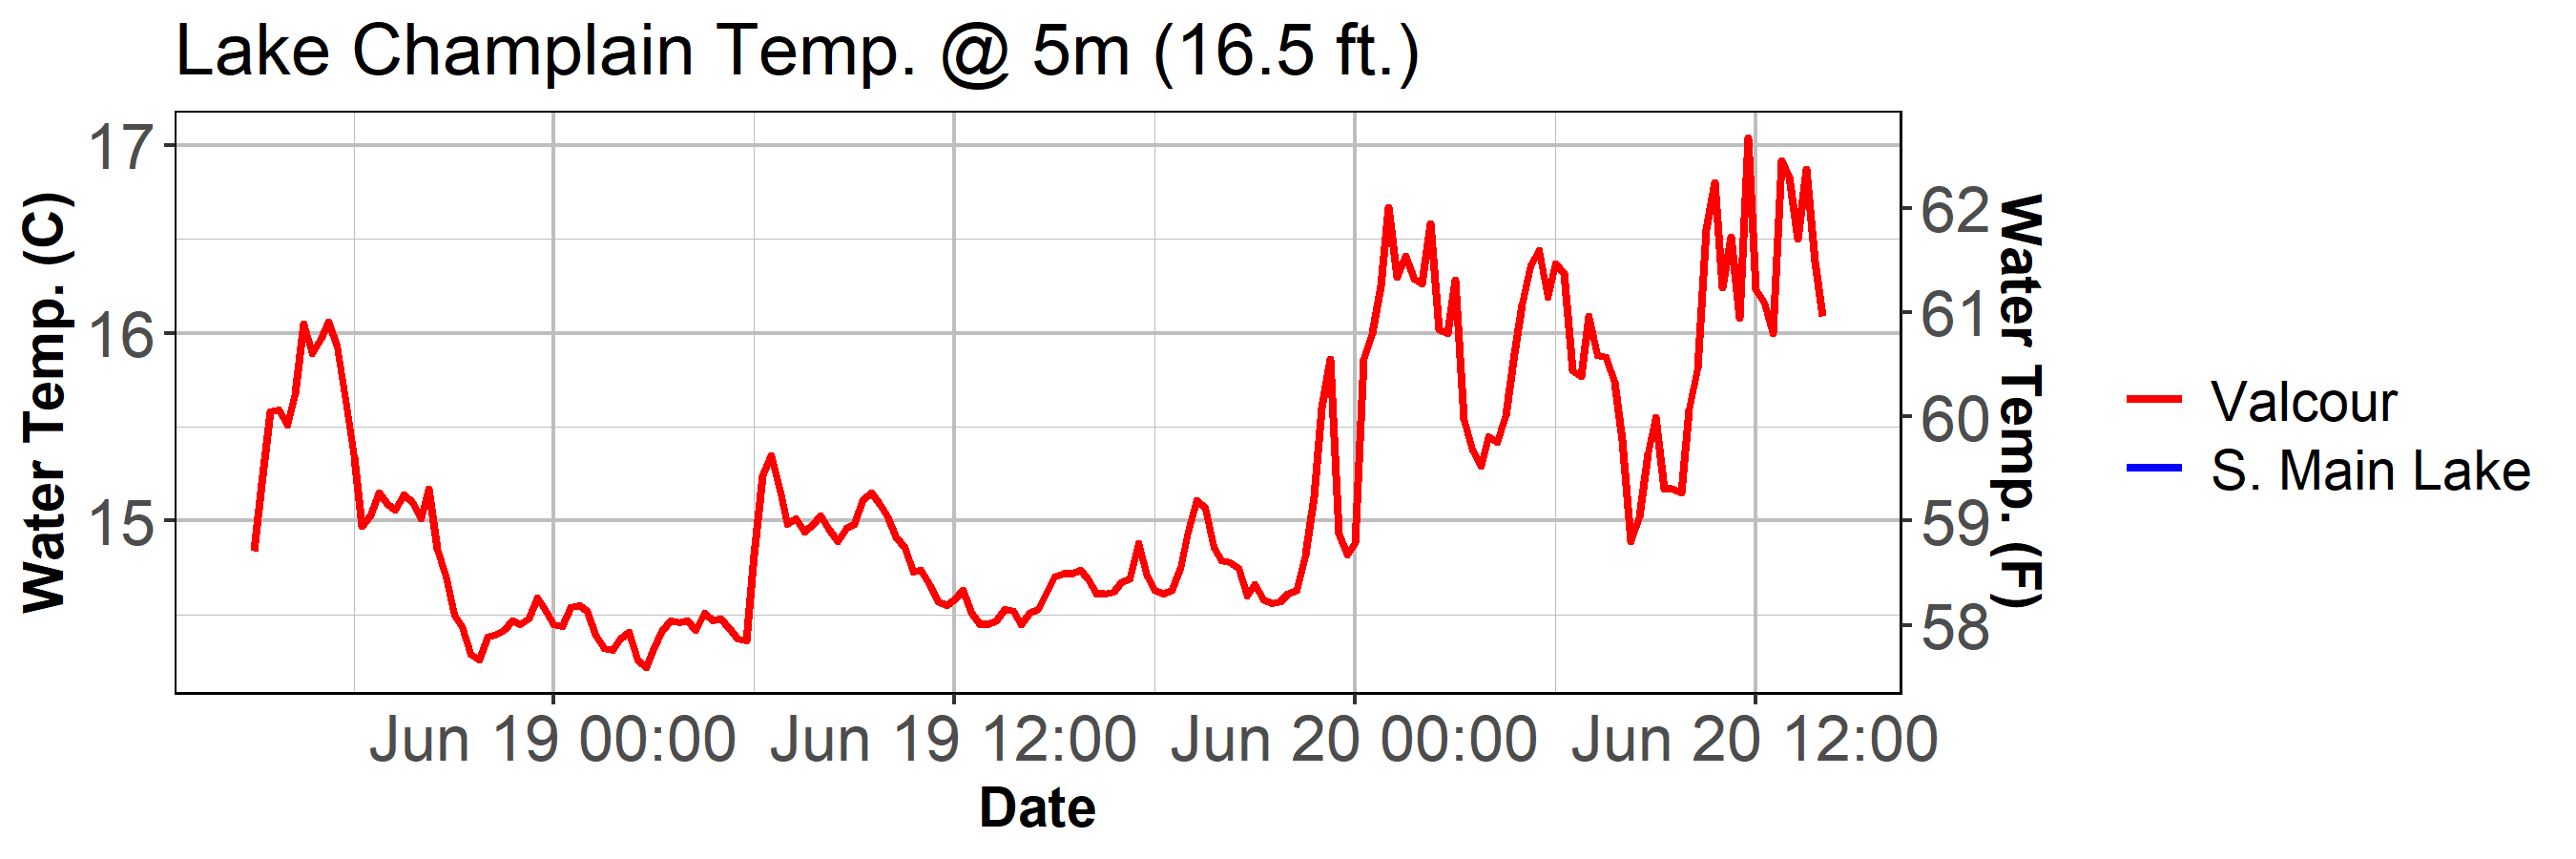 Lake Champlain Temp. @ 5m (16.5 ft.)
Water Temp. (C)
17
16
15
62
61
60
59
58
Water Temp. (F)
Jun 19 00:00 Jun 19 12:00 Jun 20 00:00 Jun 20 12:00
Date
Valcour
S. Main Lake